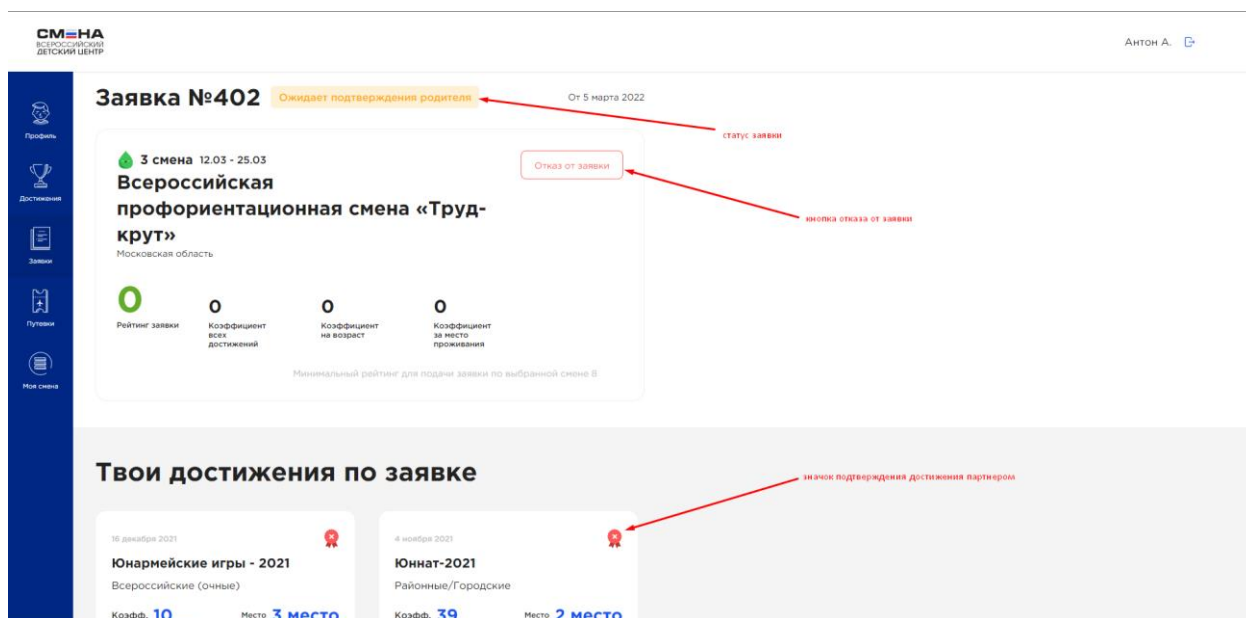 СМЕНА
ВСЕРОССИЙСКИЙ
ДЕТСКИЙ ЦЕНТР
Антон А.
Профиль
Достижения
Заявки
Путевки
Моя смена
Заявка №402 Ожидает подтверждения родителя От 5 марта 2022
статус заявки
3 смена 12.03 - 25.03
Отказ от заявки
кнопка отказа от заявки
Всероссийская
профориентационная смена «Труд-
крут»
Московская область
0 0 0 0
Рейтинг заявки
Коэффициент
всех
достижений
Коэффициент
на возраст
Коэффициент
за место
проживания
Минимальный рейтинг для подачи заявки по выбранной смене 8
Твои достижения по заявке
значок подтверждения достижения партнером
16 декабря 2021
Юнармейские игры - 2021
Всероссийские (очные)
Коэфф. 10 Место 3 место
4 ноября 2021
Юннат-2021
Районные/Городские
Коэфф. 39 Место 2 место